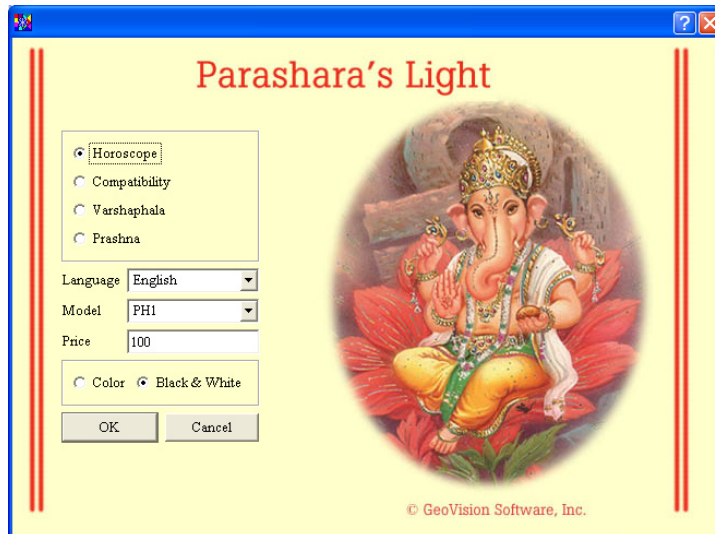 Parashara's Light
Horoscope
Compatibility
Varshaphala
Prashna
Language English
Model PH1
Price 100
Color Black & White
OK Cancel
© GeoVision Software, Inc.